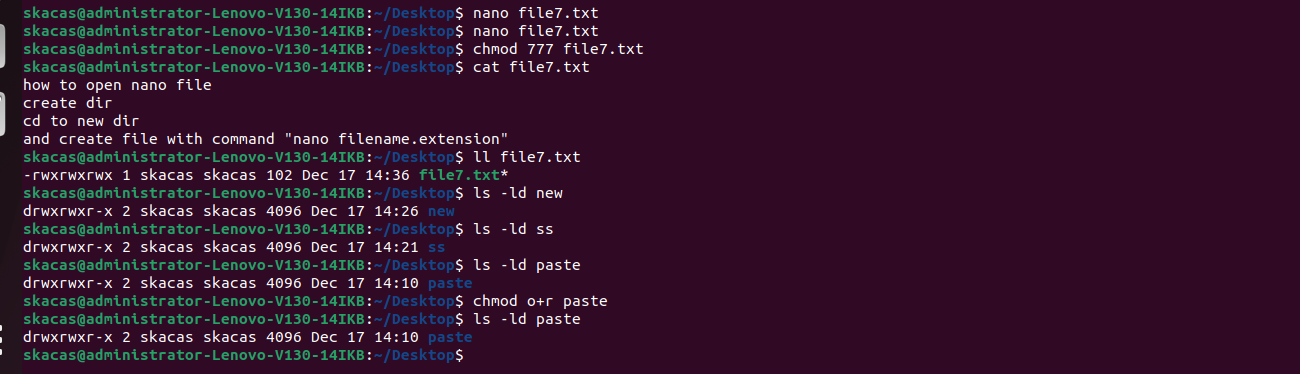 skacas@administrator-Lenovo-V130-14IKB:~/Desktop$ nano file7.txt
skacas@administrator-Lenovo-V130-14IKB:~/Desktop$ nano file7.txt
skacas@administrator-Lenovo-V130-14IKB:~/Desktop$ chmod 777 file7.txt
skacas@administrator-Lenovo-V130-14IKB:~/Desktop$ cat file7.txt
how to open nano file
create dir
cd to new dir
and create file with command "nano filename.extension"
skacas@administrator-Lenovo-V130-14IKB:~/Desktop$ ll file7.txt
-rwxrwxrwx 1 skacas skacas 102 Dec 17 14:36 file7.txt*
skacas@administrator-Lenovo-V130-14IKB:~/Desktop$ ls -ld new
drwxrwxr-x 2 skacas skacas 4096 Dec 17 14:26 new
skacas@administrator-Lenovo-V130-14IKB:~/Desktop$ ls -ld ss
drwxrwxr-x 2 skacas skacas 4096 Dec 17 14:21 ss
skacas@administrator-Lenovo-V130-14IKB:~/Desktop$ ls -ld paste
drwxrwxr-x 2 skacas skacas 4096 Dec 17 14:10 paste
skacas@administrator-Lenovo-V130-14IKB:~/Desktop$ chmod o+r paste
skacas@administrator-Lenovo-V130-14IKB:~/Desktop$ ls -ld paste
drwxrwxr-x 2 skacas skacas 4096 Dec 17 14:10 paste
skacas@administrator-Lenovo-V130-14IKB:~/Desktop$